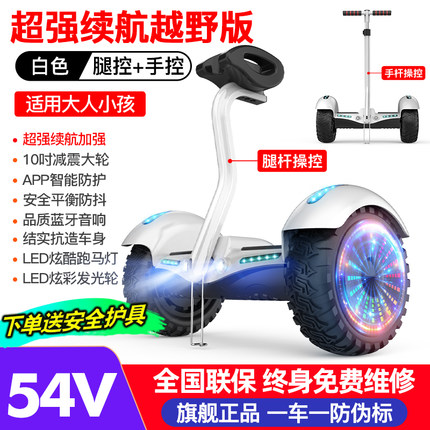 超强续航越野版
白色 腿控+手控
适用大人小孩
手杆操控
腿杆操控
超强续航加强
10吋减震大轮
APP智能防护
安全平衡防抖
品质蓝牙音响
结实抗造车身
LED炫酷跑马灯
LED炫彩发光轮
下单送安全护具
54V
全国联保 终身免费维修
旗舰正品 一车一防伪标